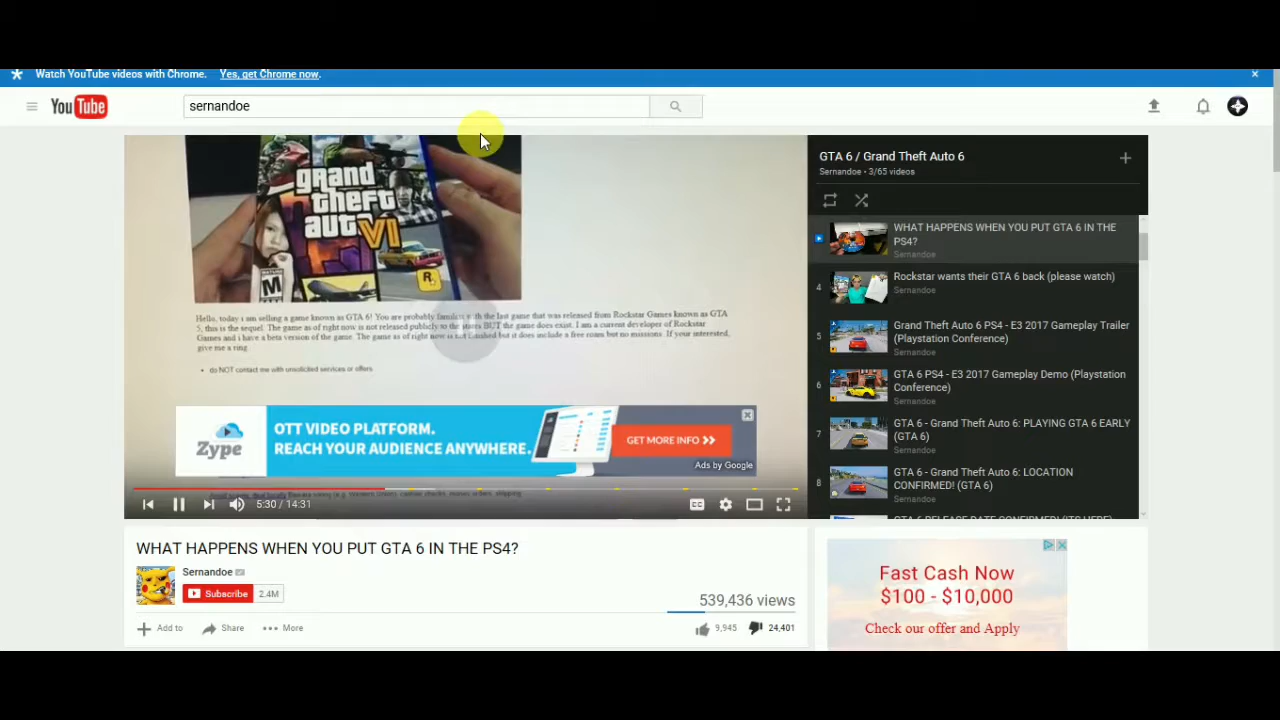 Watch YouTube videos with Chrome. Yes, get Chrome now.
YouTube
sernandoe
grand
theft
auto
VI
M
R
Hello, today i am selling a game known as GTA 6! You are probably familiar with the last game that was released from Rockstar Games known as GTA
5, this is the sequel. The game as of right now is not released publicly to the stores BUT the game does exist. I am a current developer of Rockstar
Games and i have a beta version of the game. The game as of right now is not finished but it does include a free roam but no missions. If your interested,
give me a ring.
• do NOT contact me with unsolicited services or offers
Zype
OTT VIDEO PLATFORM.
REACH YOUR AUDIENCE ANYWHERE.
GET MORE INFO
Ads by Google
5:30 / 14:31
CC
GTA 6 / Grand Theft Auto 6
Sernandoe • 3/65 videos
WHAT HAPPENS WHEN YOU PUT GTA 6 IN THE
PS4?
Sernandoe
4
Rockstar wants their GTA 6 back (please watch)
Sernandoe
5
Grand Theft Auto 6 PS4 - E3 2017 Gameplay Trailer
(Playstation Conference)
Sernandoe
6
GTA 6 PS4 - E3 2017 Gameplay Demo (Playstation
Conference)
Sernandoe
7
GTA 6 - Grand Theft Auto 6: PLAYING GTA 6 EARLY
(GTA 6)
Sernandoe
8
GTA 6 - Grand Theft Auto 6: LOCATION
CONFIRMED! (GTA 6)
Sernandoe
GTA 6 RELEASE DATE CONFIRMED! (ITS HERE)
WHAT HAPPENS WHEN YOU PUT GTA 6 IN THE PS4?
Sernandoe
Subscribe 2.4M
539,436 views
Add to Share More
9,945 24,401
Fast Cash Now
$100 - $10,000
Check our offer and Apply